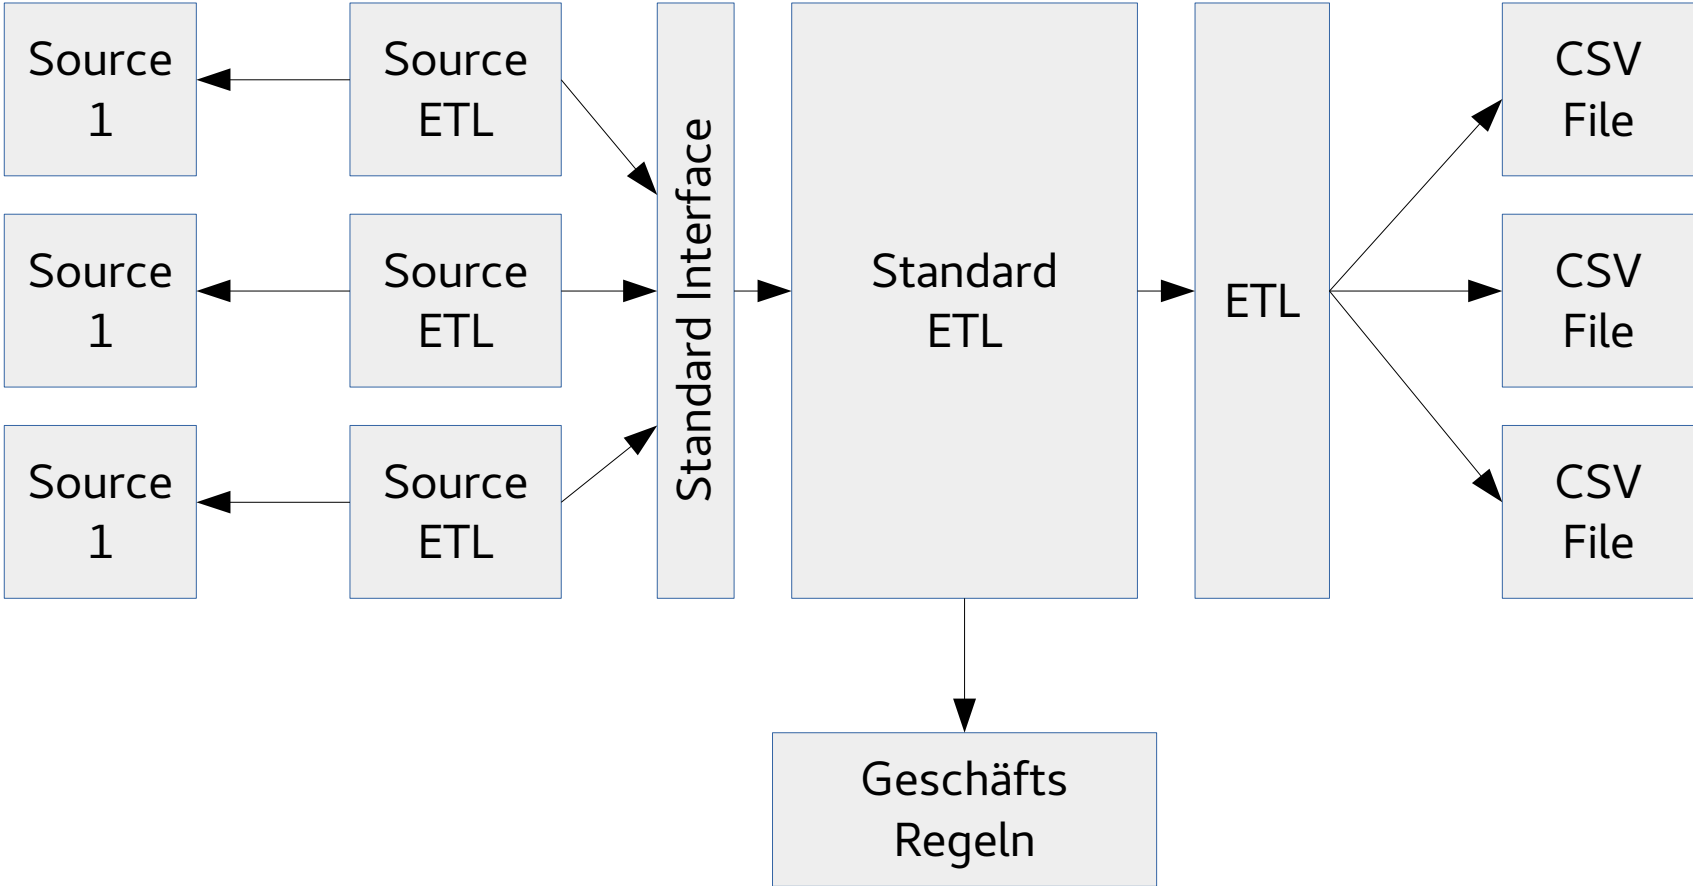 Source
1
Source
ETL
Source
1
Source
ETL
Source
1
Source
ETL
Standard Interface
Standard
ETL
ETL
CSV
File
CSV
File
CSV
File
Geschäfts
Regeln